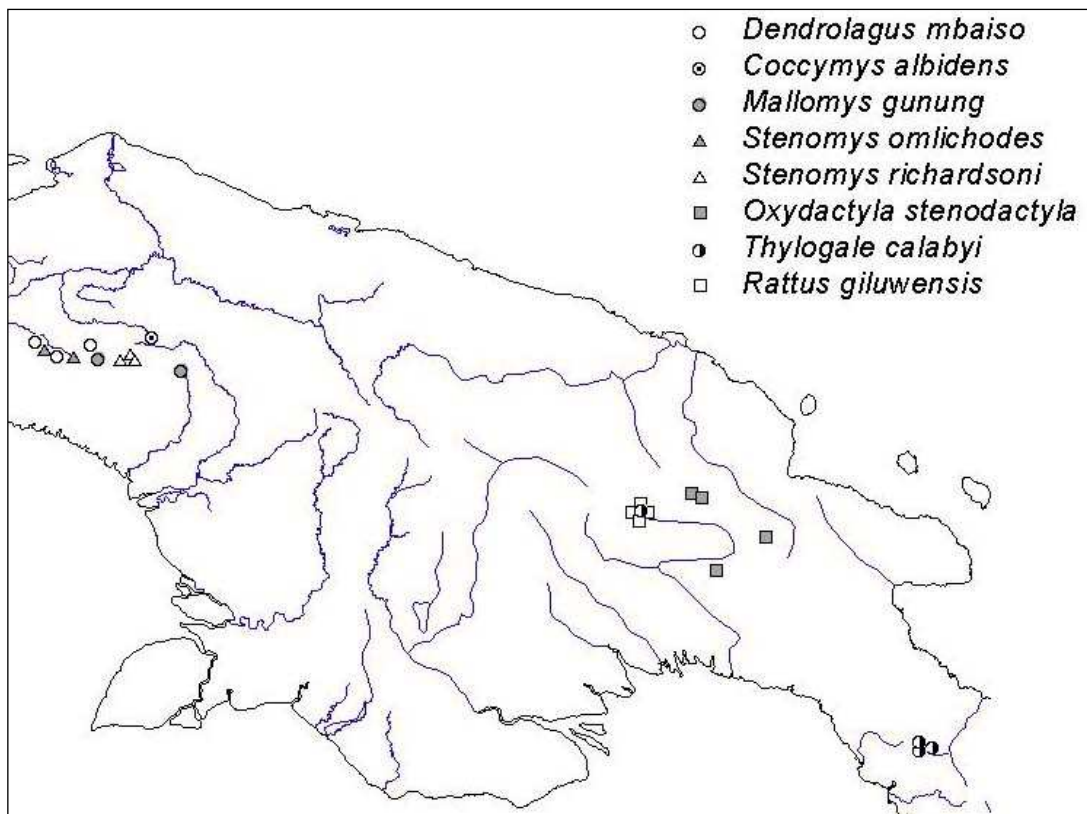 Dendrolagus mbaiso
Coccymys albidens
Mallomys gunung
Stenomys omlichodes
Stenomys richardsoni
Oxydactyla stenodactyla
Thylogale calabyi
Rattus giluwensis